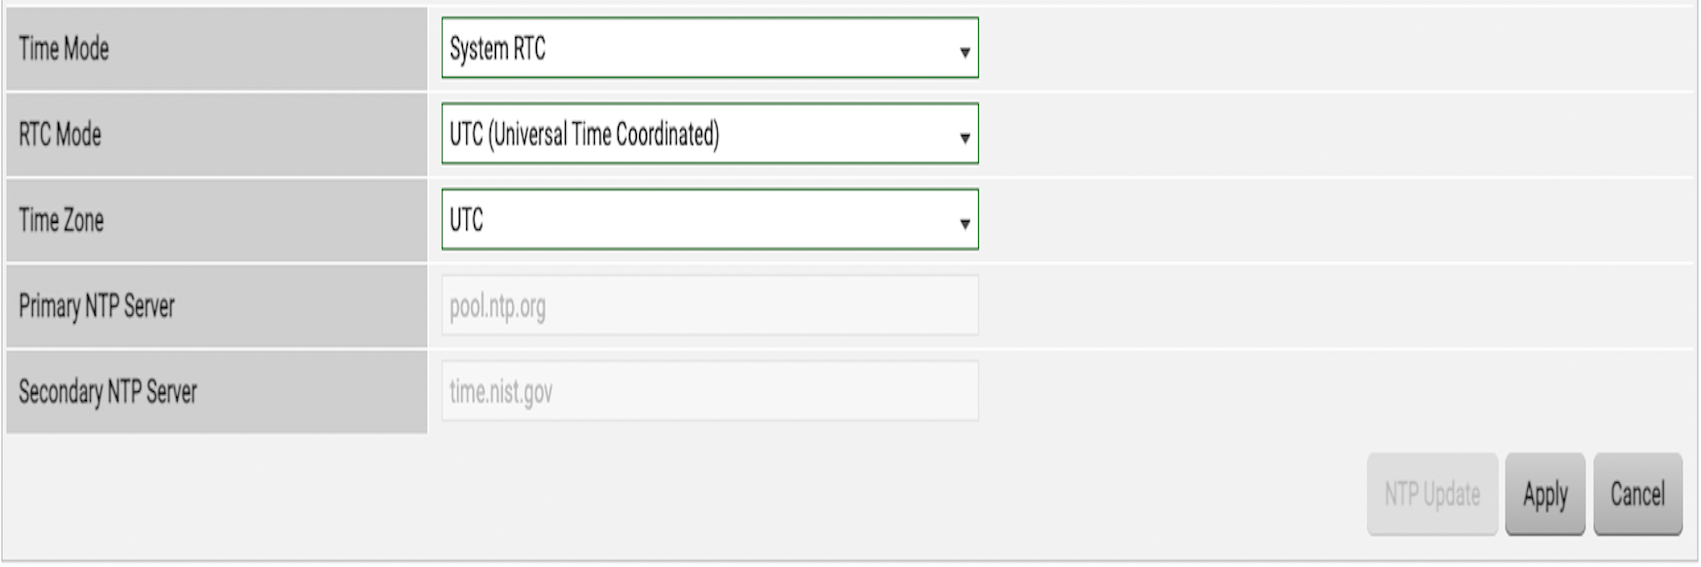 Time Mode
System RTC
RTC Mode
UTC (Universal Time Coordinated)
Time Zone
UTC
Primary NTP Server
pool.ntp.org
Secondary NTP Server
time.nist.gov
NTP Update
Apply
Cancel